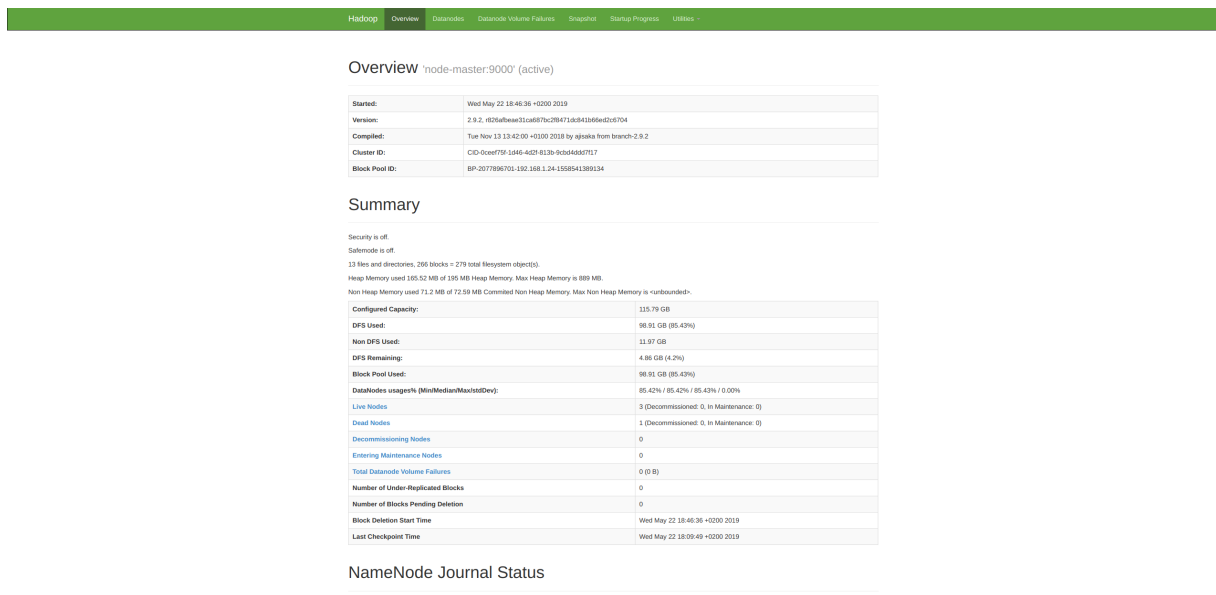 Hadoop Overview Datanodes Datanode Volume Failures Snapshot Startup Progress Utilities
Overview 'node-master:9000' (active)
Started: Wed May 22 18:46:36 +0200 2019
Version: 2.9.2, r826afbeae31ca687bc2f8471dc841b66ed2c6704
Compiled: Tue Nov 13 13:42:00 +0100 2018 by ajisaka from branch-2.9.2
Cluster ID: CID-0ceef75f-1d46-4d2f-813b-9cbd4ddd7f17
Block Pool ID: BP-2077896701-192.168.1.24-1558541389134
Summary
Security is off.
Safemode is off.
13 files and directories, 266 blocks = 279 total filesystem object(s).
Heap Memory used 165.52 MB of 195 MB Heap Memory. Max Heap Memory is 889 MB.
Non Heap Memory used 71.2 MB of 72.59 MB Commited Non Heap Memory. Max Non Heap Memory is <unbounded>.
Configured Capacity: 115.79 GB
DFS Used: 98.91 GB (85.43%)
Non DFS Used: 11.97 GB
DFS Remaining: 4.86 GB (4.2%)
Block Pool Used: 98.91 GB (85.43%)
DataNodes usages% (Min/Median/Max/stdDev): 85.42% / 85.42% / 85.43% / 0.00%
Live Nodes 3 (Decommissioned: 0, In Maintenance: 0)
Dead Nodes 1 (Decommissioned: 0, In Maintenance: 0)
Decommissioning Nodes 0
Entering Maintenance Nodes 0
Total Datanode Volume Failures 0 (0 B)
Number of Under-Replicated Blocks 0
Number of Blocks Pending Deletion 0
Block Deletion Start Time Wed May 22 18:46:36 +0200 2019
Last Checkpoint Time Wed May 22 18:09:49 +0200 2019
NameNode Journal Status